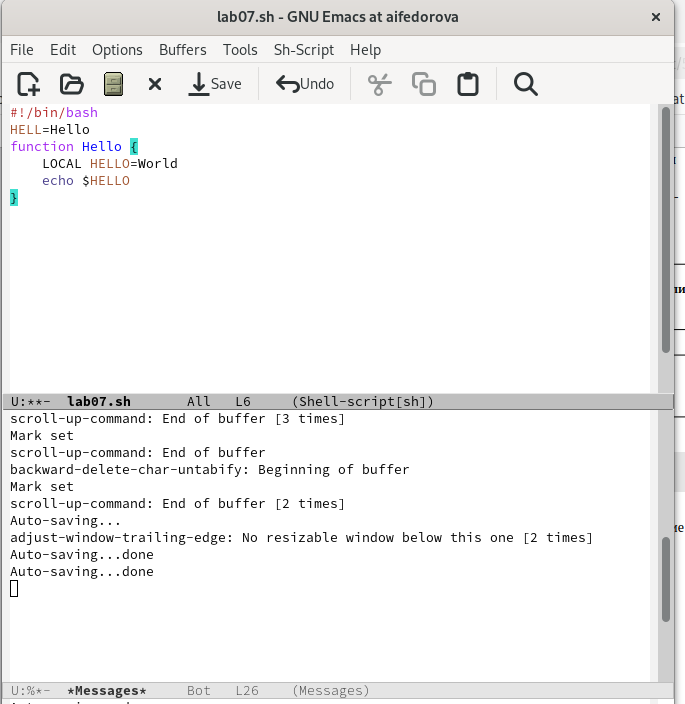 lab07.sh - GNU Emacs at aifedorova ×
File Edit Options Buffers Tools Sh-Script Help
Save Undo
#!/bin/bash
HELL=Hello
function Hello {
    LOCAL HELLO=World
    echo $HELLO
}
U:**-  lab07.sh       All   L6     (Shell-script[sh])
scroll-up-command: End of buffer [3 times]
Mark set
scroll-up-command: End of buffer
backward-delete-char-untabify: Beginning of buffer
Mark set
scroll-up-command: End of buffer [2 times]
Auto-saving...
adjust-window-trailing-edge: No resizable window below this one [2 times]
Auto-saving...done
Auto-saving...done
U:%*-  *Messages*     Bot   L26    (Messages)